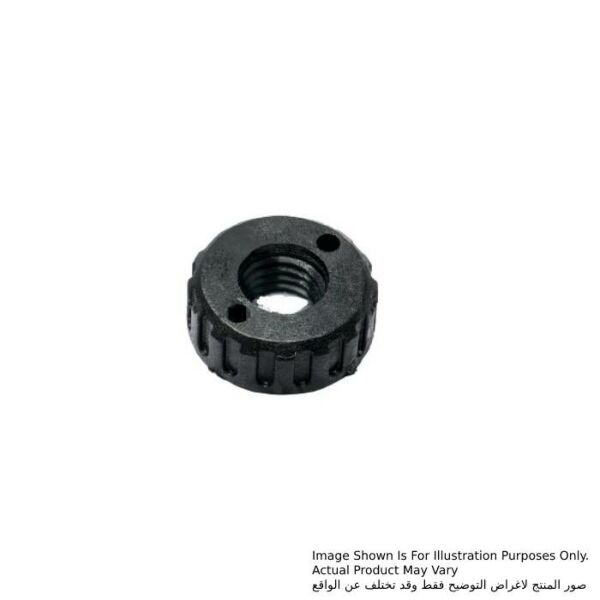 Image Shown Is For Illustration Purposes Only.
Actual Product May Vary
صور المنتج لاغراض التوضيح فقط وقد تختلف عن الواقع